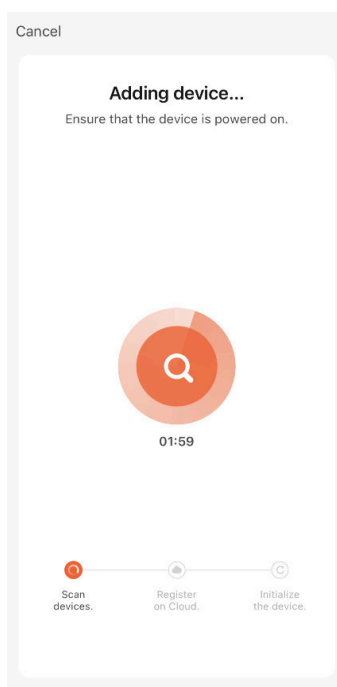 Cancel
Adding device...
Ensure that the device is powered on.
01:59
Scan
devices.
Register
on Cloud.
Initialize
the device.